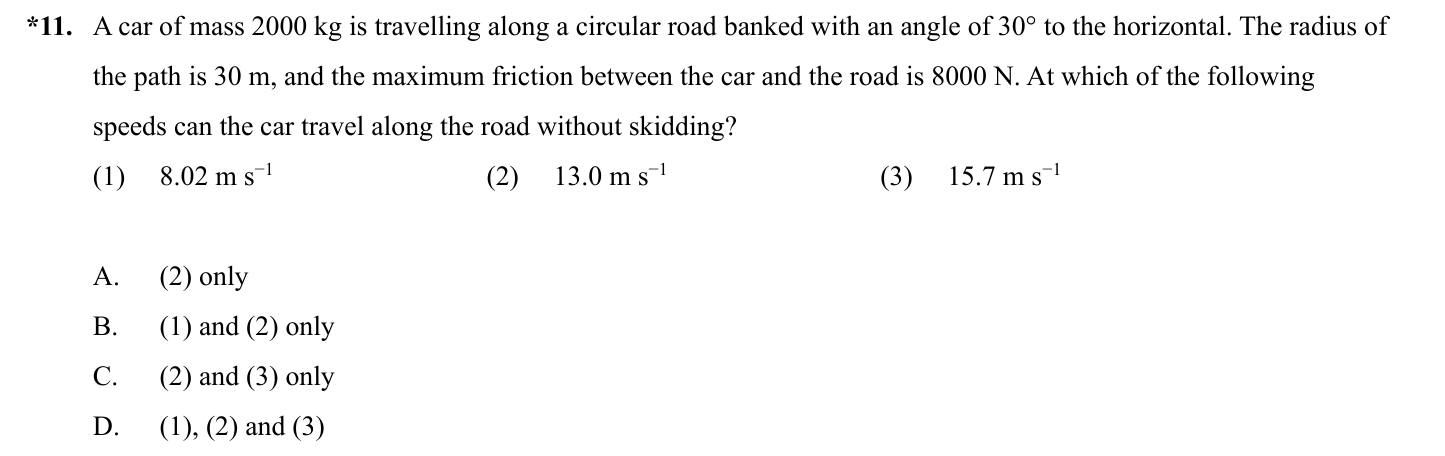 *11. A car of mass 2000 kg is travelling along a circular road banked with an angle of 30° to the horizontal. The radius of
the path is 30 m, and the maximum friction between the car and the road is 8000 N. At which of the following
speeds can the car travel along the road without skidding?
(1) 8.02 m s⁻¹ (2) 13.0 m s⁻¹ (3) 15.7 m s⁻¹
A. (2) only
B. (1) and (2) only
C. (2) and (3) only
D. (1), (2) and (3)